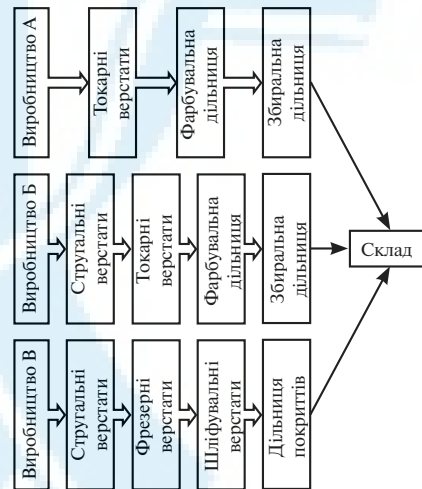 Виробництво А
Токарні
верстати
Фарбувальна
дільниця
Збиральна
дільниця
Виробництво Б
Стругальні
верстати
Токарні
верстати
Фарбувальна
дільниця
Збиральна
дільниця
Виробництво В
Стругальні
верстати
Фрезерні
верстати
Шліфувальні
верстати
Дільниця
покриттів
Склад